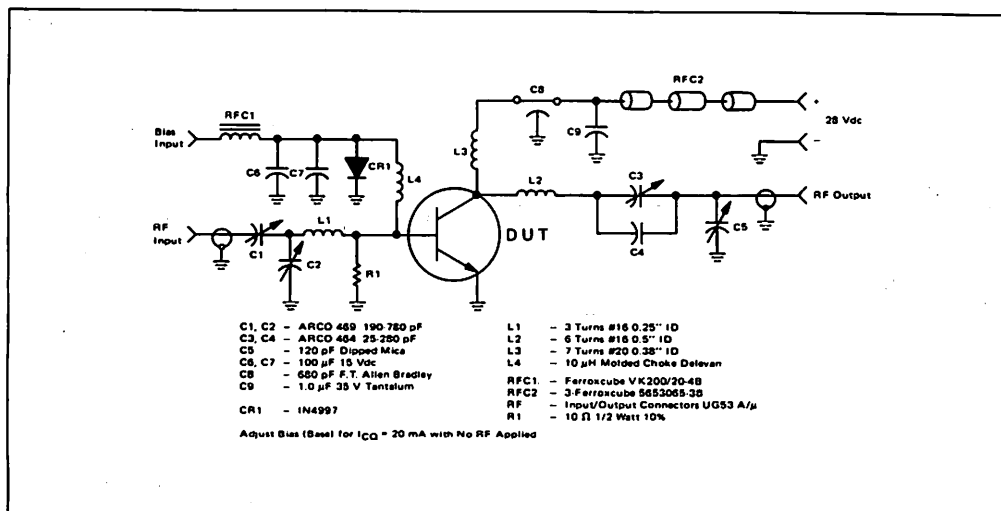 RFC1
Bias
Input
C6
C7
CR1
L4
RF
Input
C1
C2
L1
R1
DUT
L3
C8
C9
RFC2
+
28 Vdc
−
L2
C3
C4
C5
RF Output
C1, C2 – ARCO 469 190-780 pF
C3, C4 – ARCO 464 25-280 pF
C5 – 120 pF Dipped Mica
C6, C7 – 100 μF 15 Vdc
C8 – 680 pF F.T. Allen Bradley
C9 – 1.0 μF 35 V Tantalum
CR1 – IN4997
Adjust Bias (Base) for ICQ = 20 mA with No RF Applied
L1 – 3 Turns #16 0.25" ID
L2 – 6 Turns #16 0.5" ID
L3 – 7 Turns #20 0.38" ID
L4 – 10 μH Molded Choke Delevan
RFC1. – Ferroxcube VK200/20-4B
RFC2 – 3-Ferroxcube 5653065-3B
RF – Input/Output Connectors UG53 A/μ
R1 – 10 Ω 1/2 Watt 10%